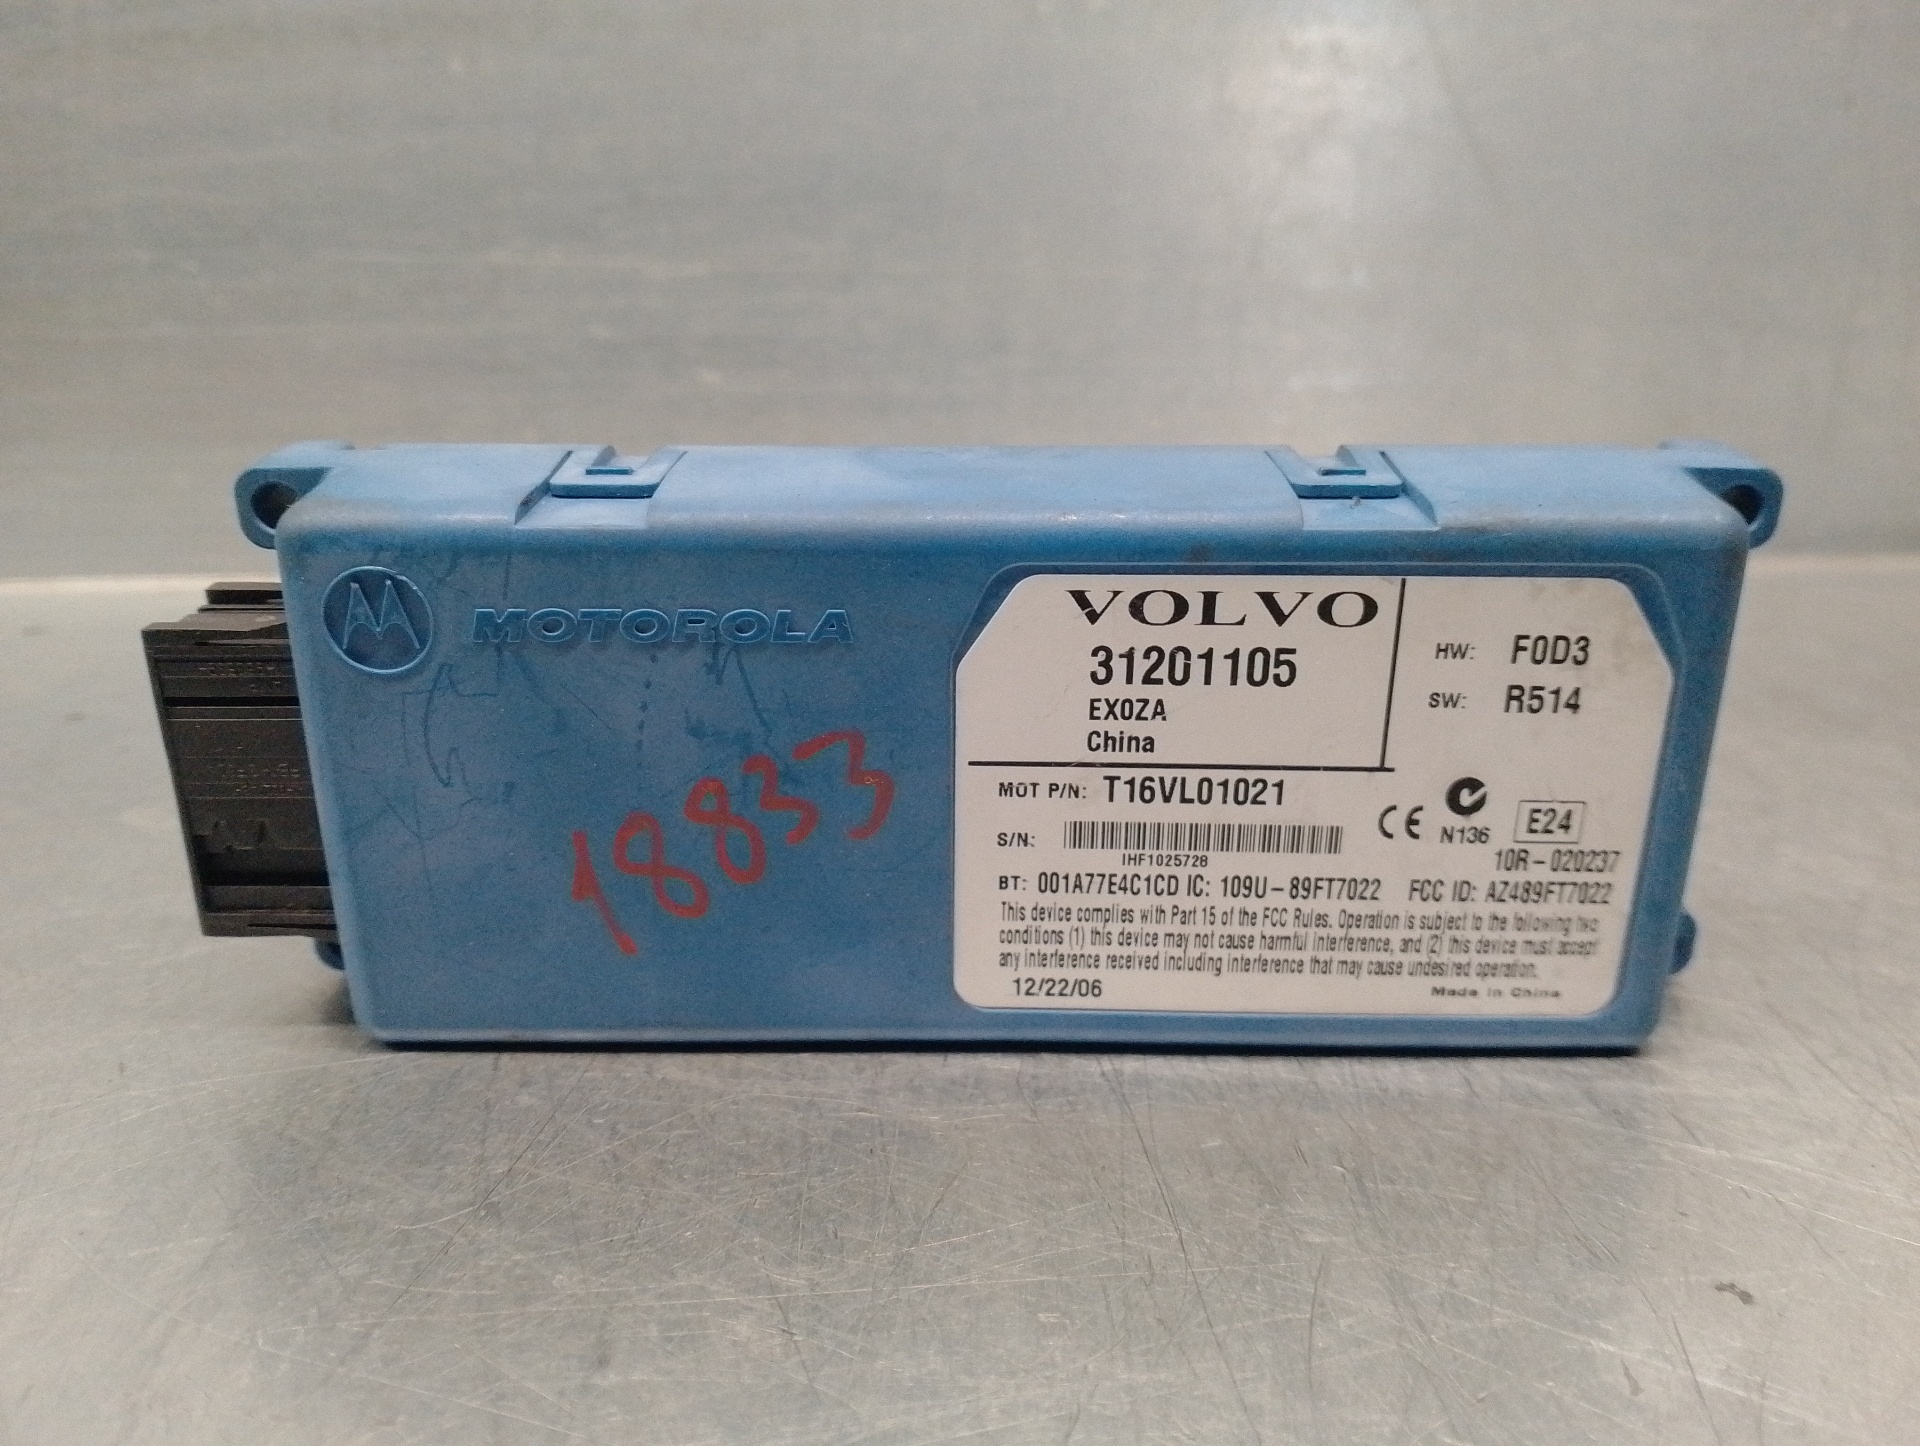 MOTOROLA
18833
VOLVO
31201105
EX0ZA
China
HW: F0D3
SW: R514
MOT P/N: T16VL01021
S/N:
IHF1025728
CE
N136
E24
10R-020237
BT: 001A77E4C1CD IC: 109U-89FT7022 FCC ID: AZ489FT7022
This device complies with Part 15 of the FCC Rules. Operation is subject to the following two
conditions (1) this device may not cause harmful interference, and (2) this device must accept
any interference received including interference that may cause undesired operation.
12/22/06
Made in China